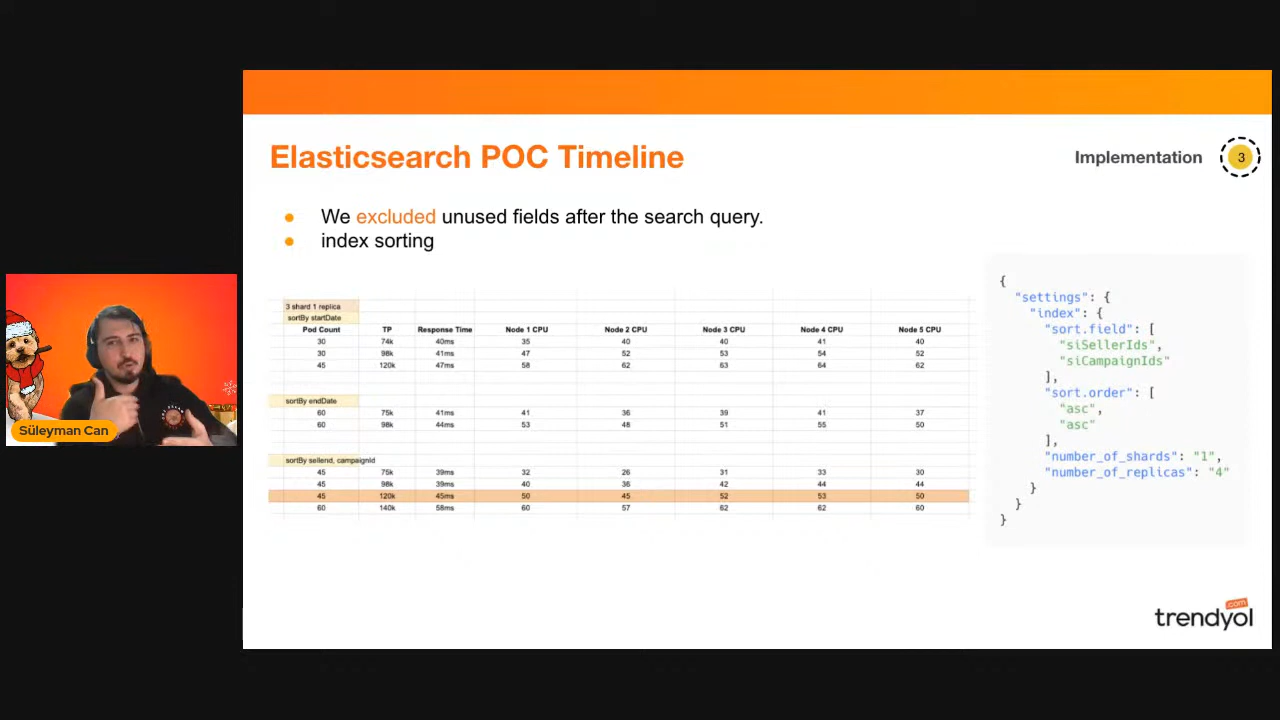 Elasticsearch POC Timeline
Implementation
3
● We excluded unused fields after the search query.
● index sorting
3 shard 1 replica
sortBy startDate
Pod Count TP Response Time Node 1 CPU Node 2 CPU Node 3 CPU Node 4 CPU Node 5 CPU
30 74k 40ms 35 40 40 41 40
30 98k 41ms 47 52 53 54 52
45 120k 47ms 58 62 63 64 62
sortBy endDate
60 75k 41ms 41 36 39 41 37
60 98k 44ms 53 48 51 55 50
sortBy sellerıd, campaignId
45 75k 39ms 32 26 31 33 30
45 98k 39ms 40 36 42 44 44
45 120k 45ms 50 45 52 53 50
60 140k 58ms 60 57 62 62 60
{
"settings": {
"index": {
"sort.field": [
"siSellerIds",
"siCampaignIds"
],
"sort.order": [
"asc",
"asc"
],
"number_of_shards": "1",
"number_of_replicas": "4"
}
}
}
Süleyman Can
.com
trendyol